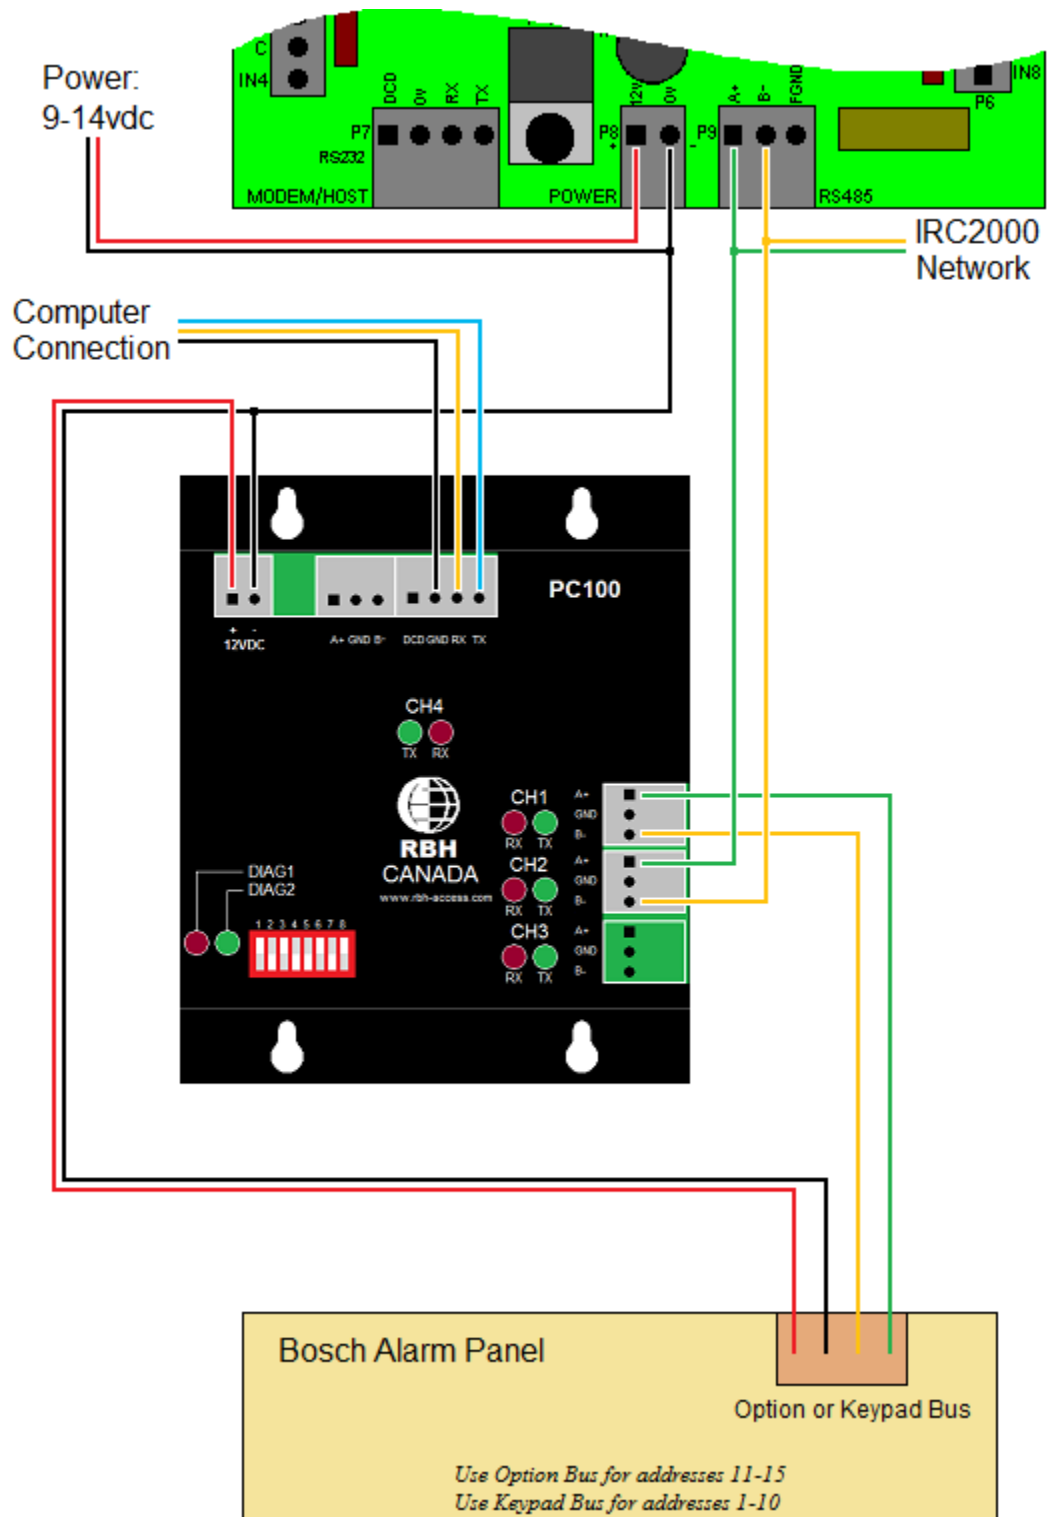 C
IN4
Power:
9-14vdc
DCD
0v
RX
TX
P7
RS232
MODEM/HOST
12v
0v
P8
+
-
POWER
A+
B-
FGND
P9
RS485
IN8
P6
IRC2000
Network
Computer
Connection
PC100
+ -
12VDC
A+ GND B-
DCD GND RX TX
CH4
TX RX
RBH
CANADA
www.rbh-access.com
CH1
RX TX
A+
GND
B-
CH2
RX TX
A+
GND
B-
CH3
RX TX
A+
GND
B-
DIAG1
DIAG2
1 2 3 4 5 6 7 8
Bosch Alarm Panel
Option or Keypad Bus
Use Option Bus for addresses 11-15
Use Keypad Bus for addresses 1-10